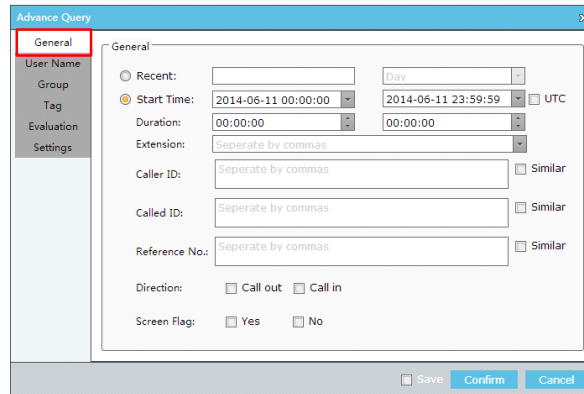 Advance Query
General
User Name
Group
Tag
Evaluation
Settings
General
Recent: Day
Start Time: 2014-06-11 00:00:00 2014-06-11 23:59:59 UTC
Duration: 00:00:00 00:00:00
Extension: Seperate by commas
Caller ID: Seperate by commas Similar
Called ID: Seperate by commas Similar
Reference No.: Seperate by commas Similar
Direction: Call out Call in
Screen Flag: Yes No
Save Confirm Cancel